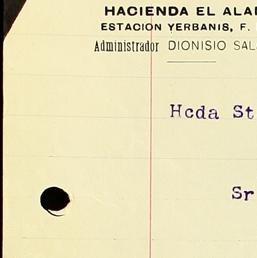 HACIENDA EL ALA
ESTACION YERBANIS, F.
Administrador DIONISIO SAL
Hcda St
Sr